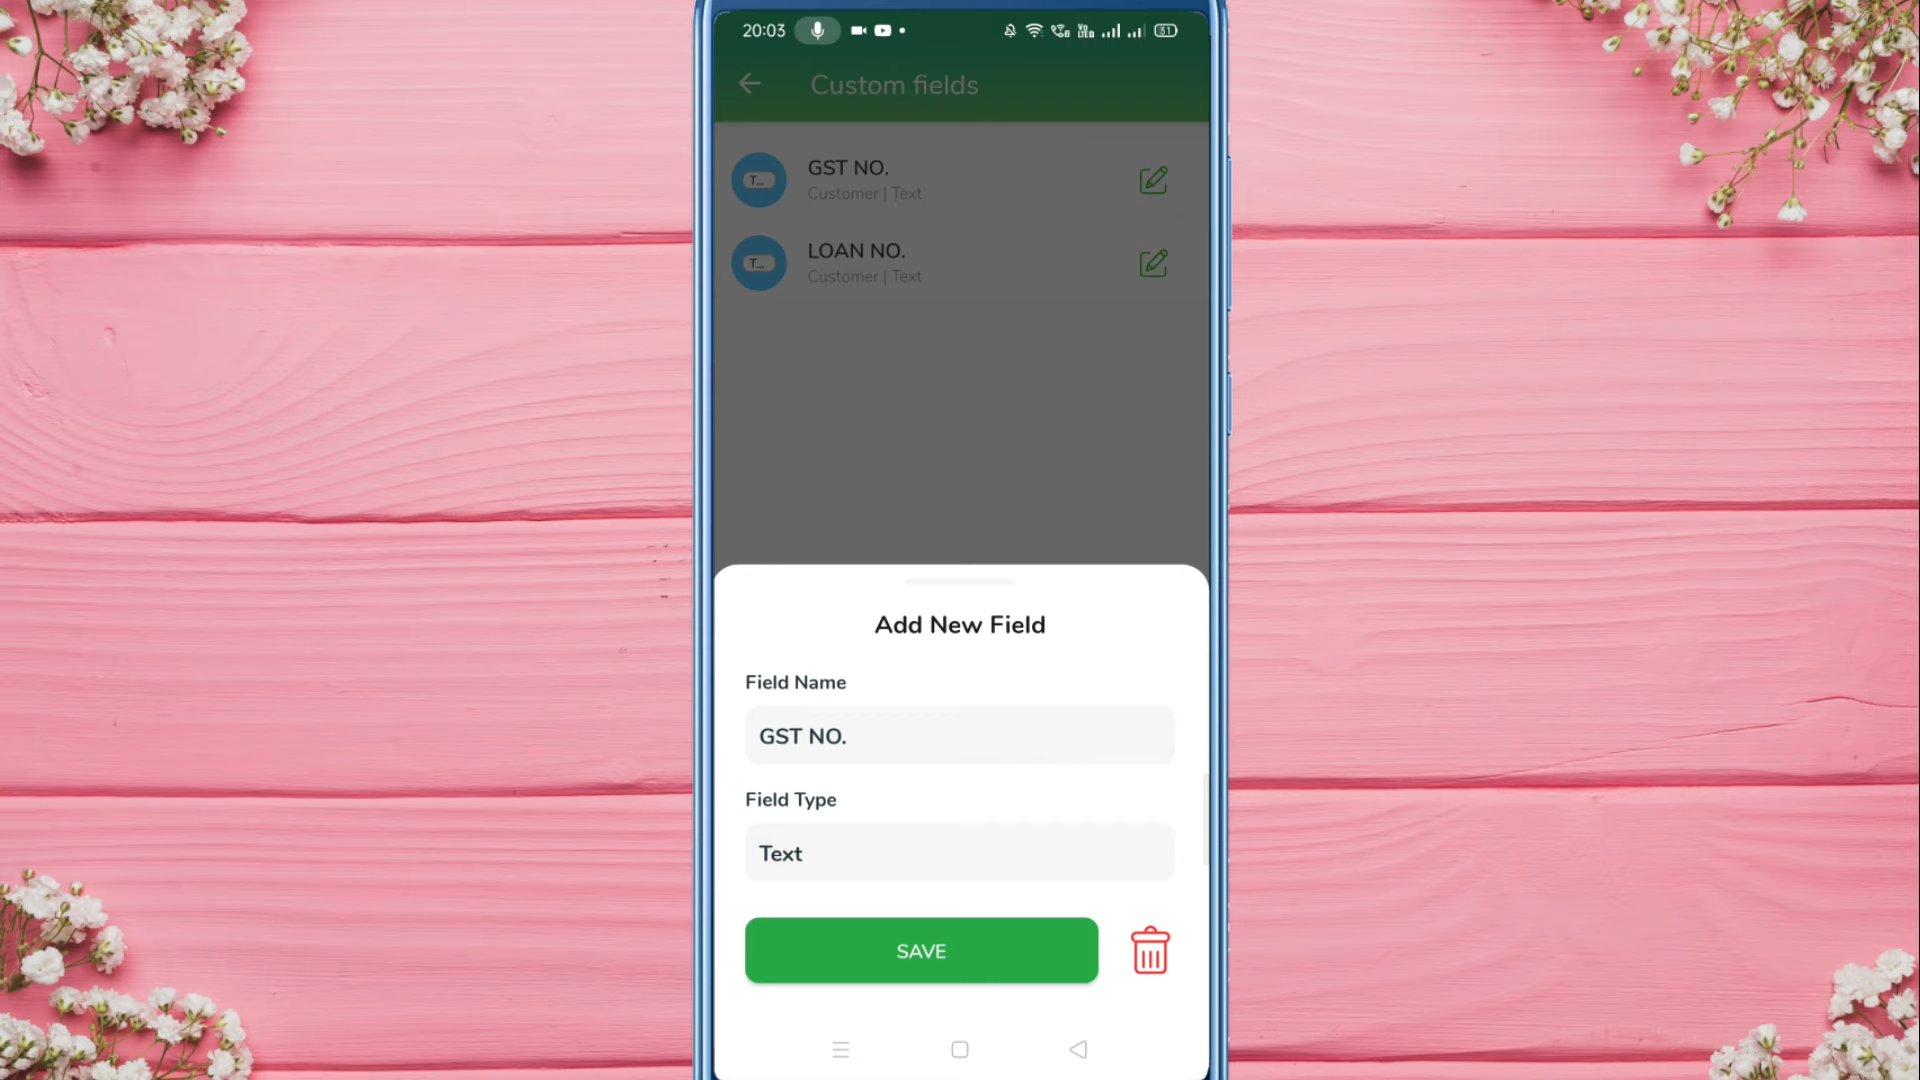 20:03
31
Custom fields
GST NO.
Customer | Text
T...
LOAN NO.
Customer | Text
T...
Add New Field
Field Name
GST NO.
Field Type
Text
SAVE